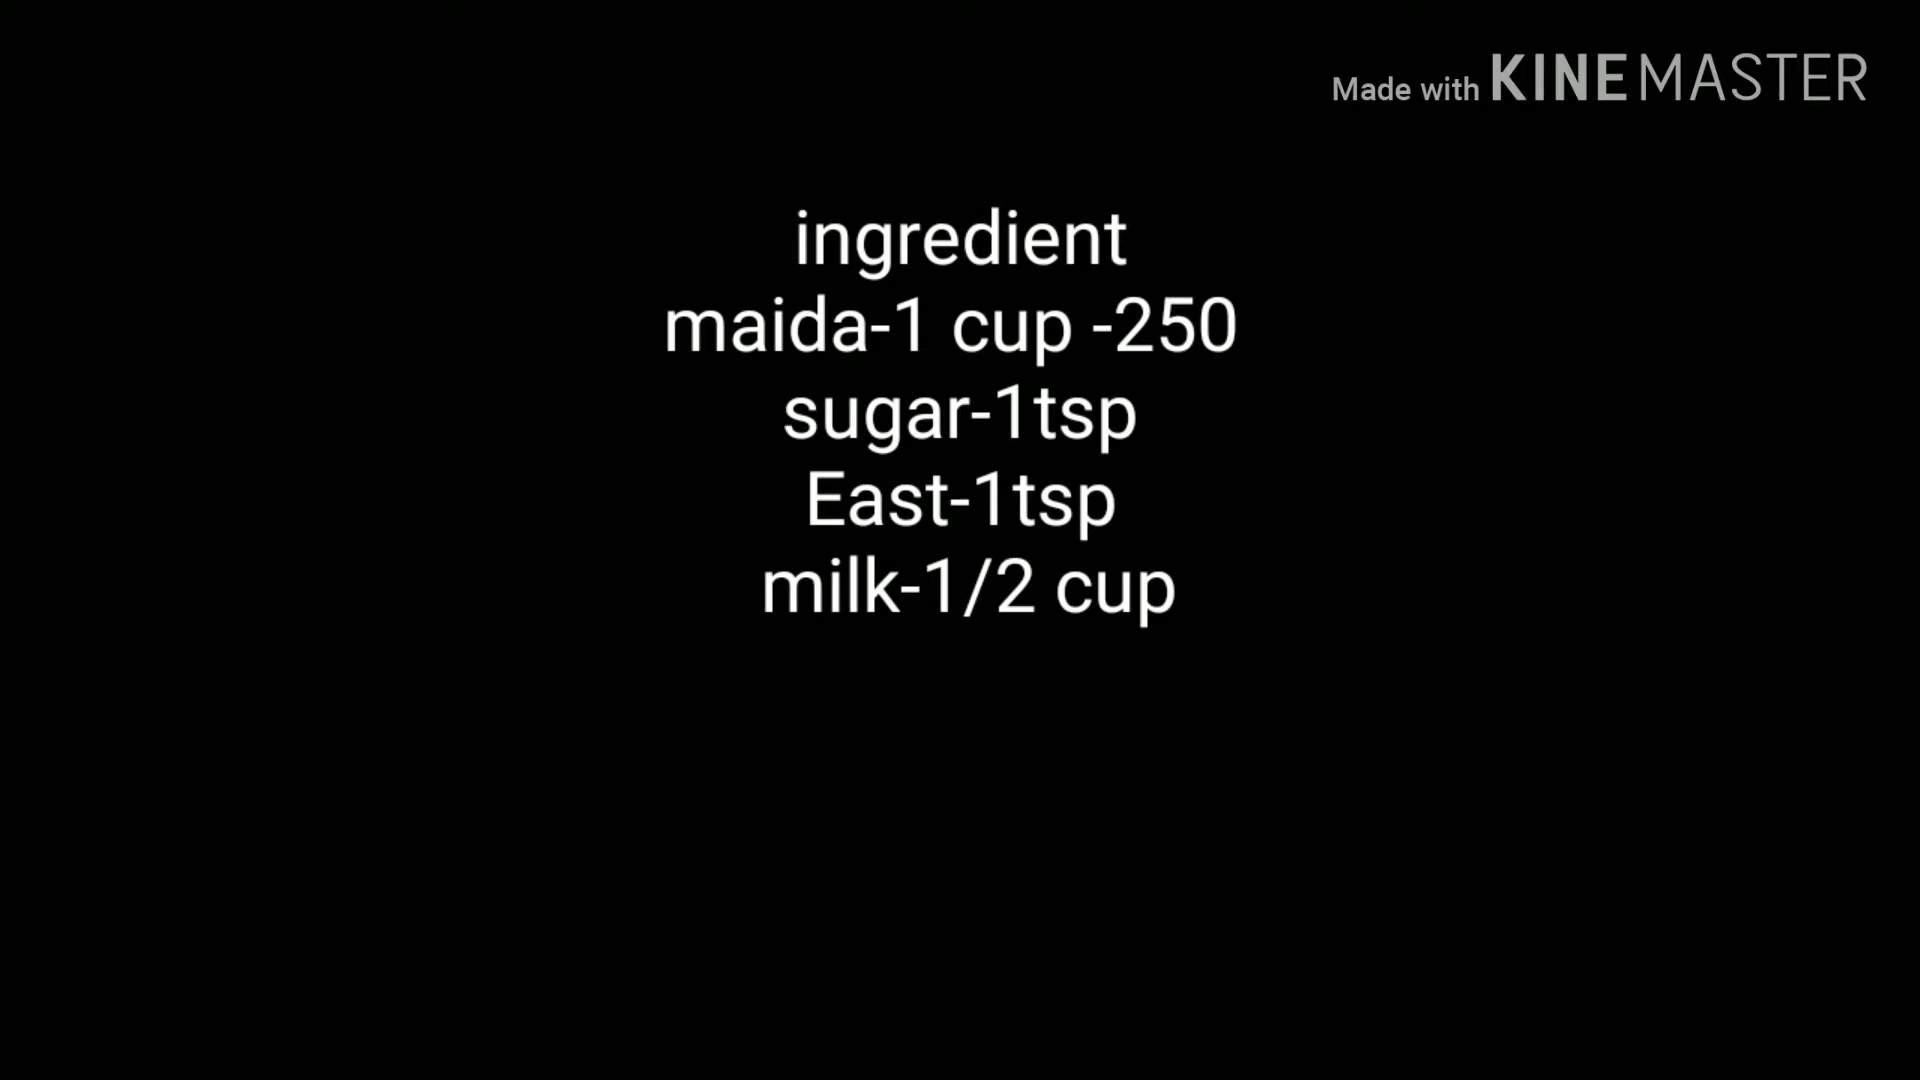 Made with KINEMASTER
ingredient
maida-1 cup -250
sugar-1tsp
East-1tsp
milk-1/2 cup